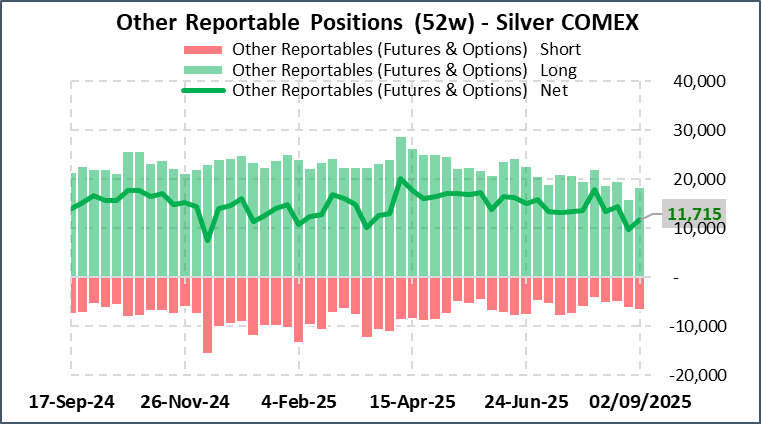 Other Reportable Positions (52w) - Silver COMEX
Other Reportables (Futures & Options) Short
Other Reportables (Futures & Options) Long
Other Reportables (Futures & Options) Net
40,000
30,000
20,000
11,715
10,000
-
-10,000
-20,000
17-Sep-24 26-Nov-24 4-Feb-25 15-Apr-25 24-Jun-25 02/09/2025